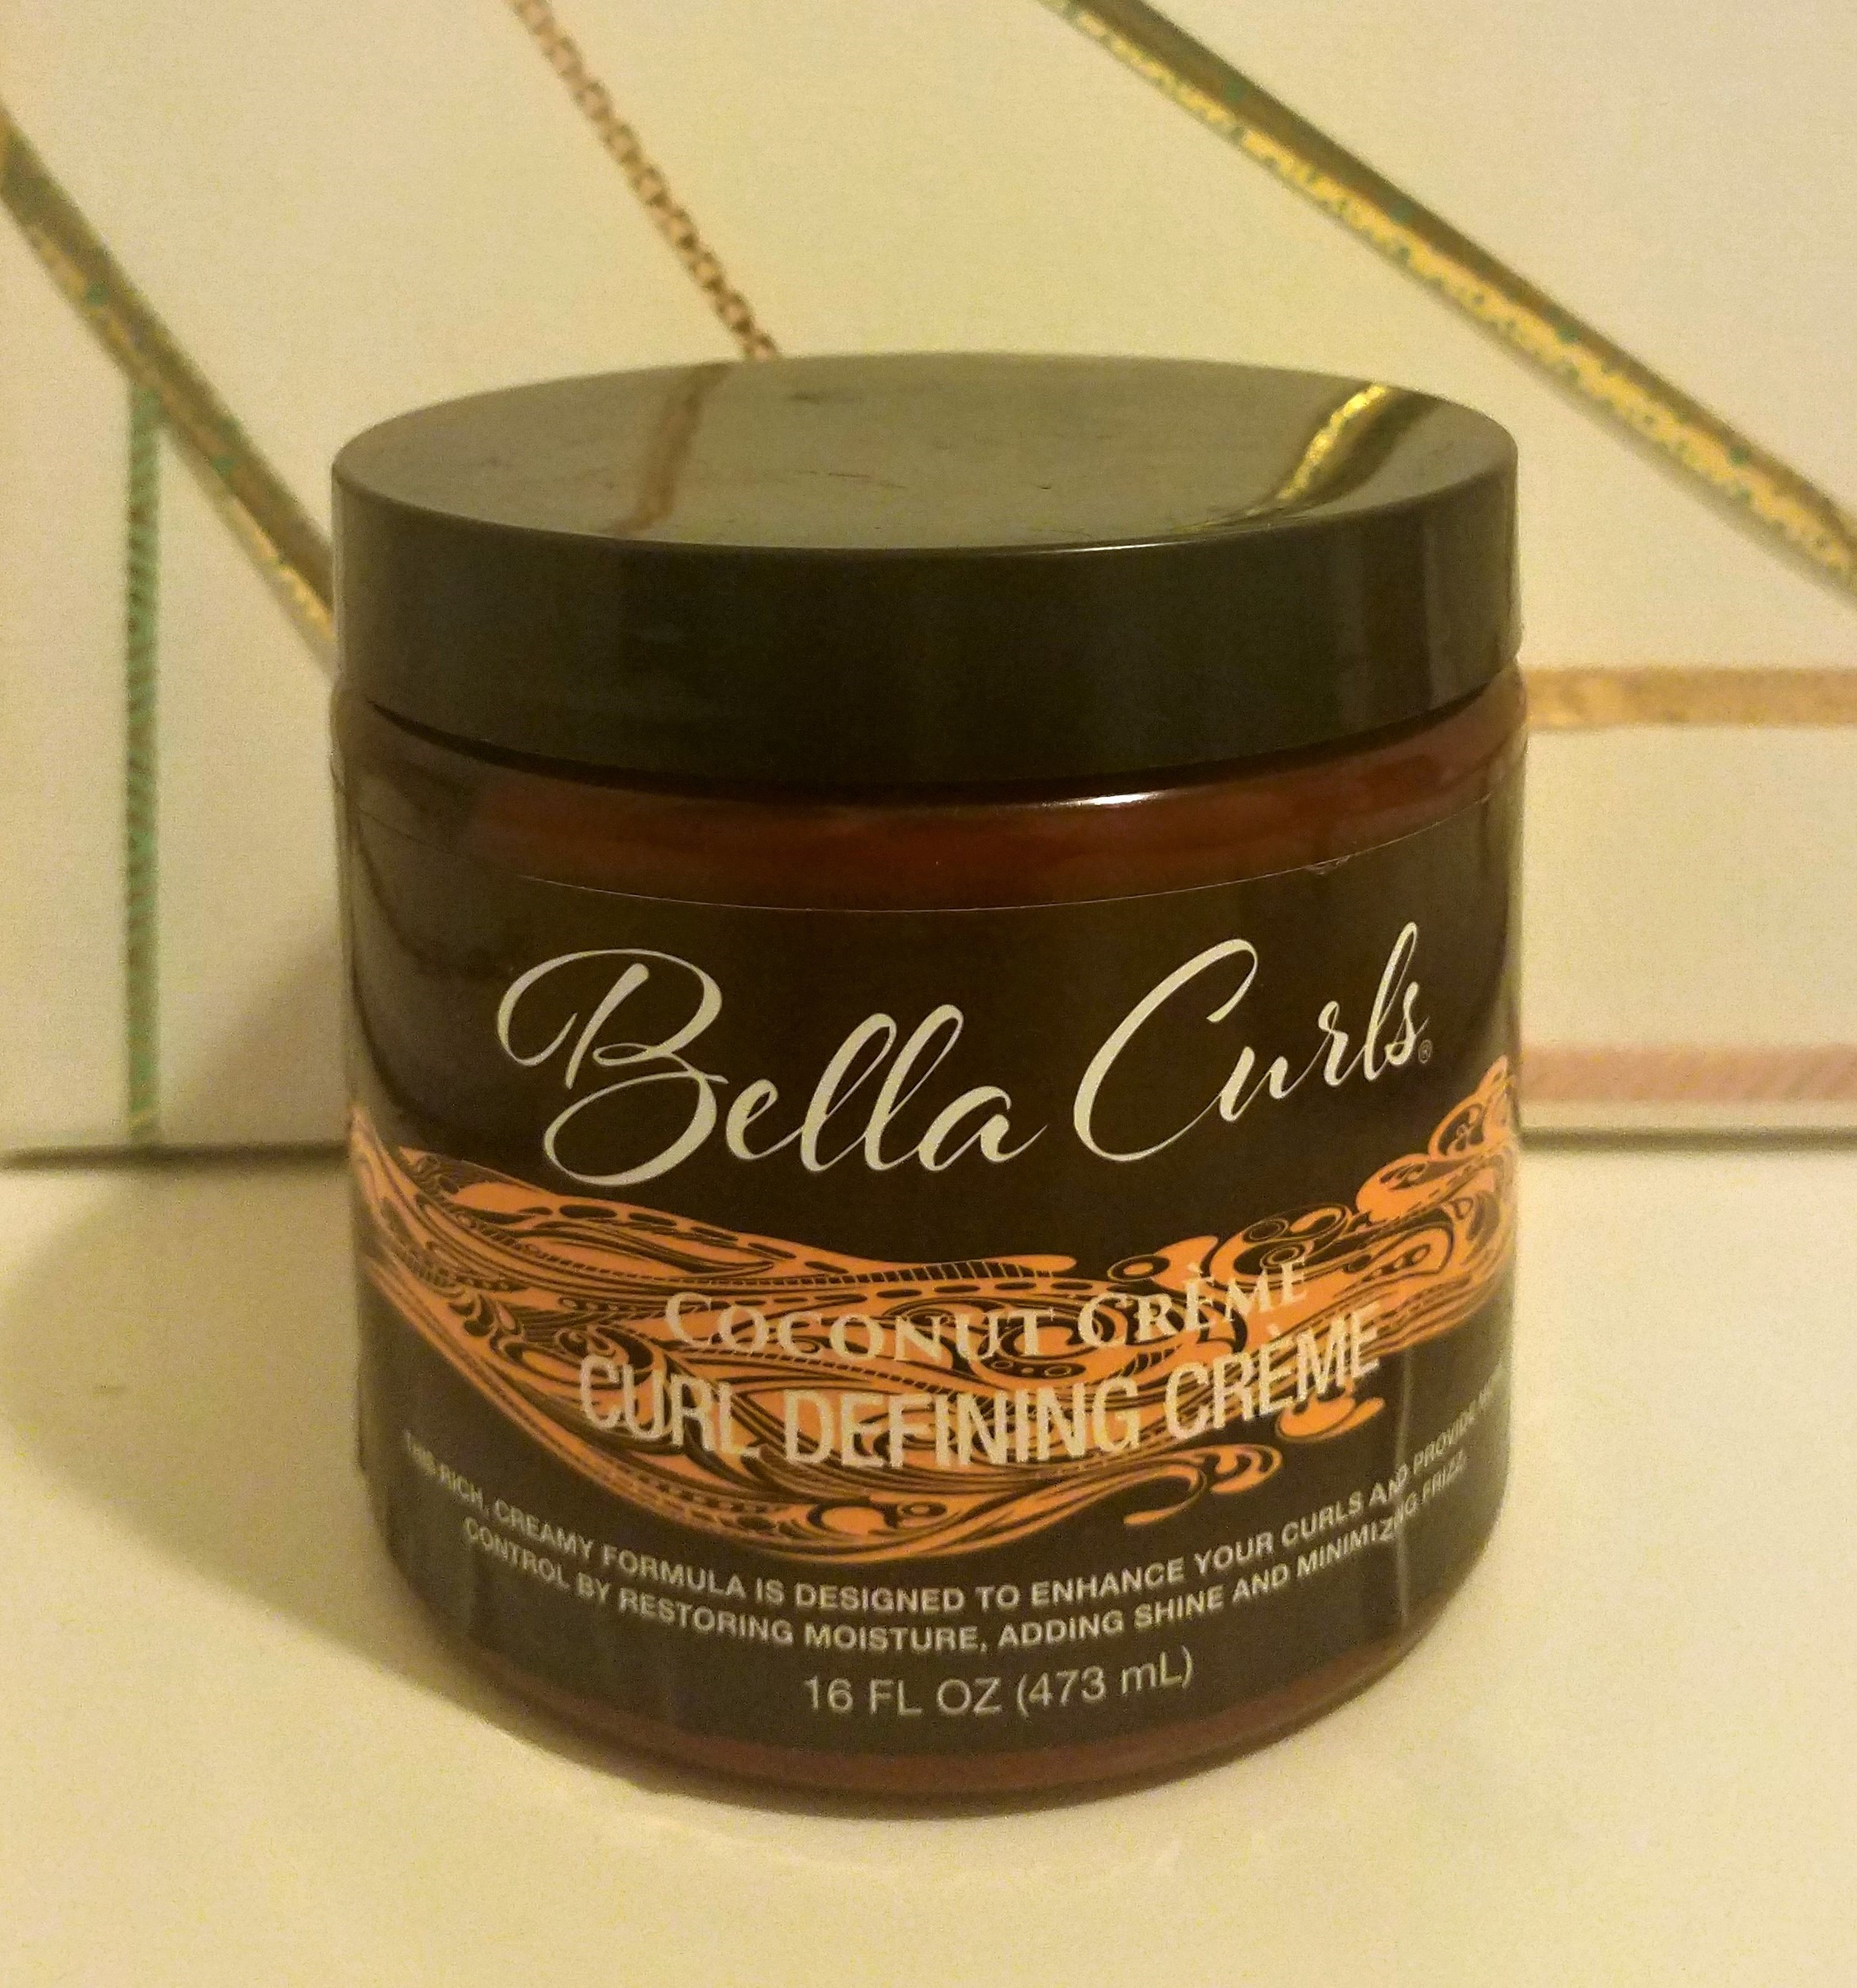 Bella Curls®
COCONUT CRÈME
CURL DEFINING CRÈME
THIS RICH, CREAMY FORMULA IS DESIGNED TO ENHANCE YOUR CURLS AND PROVIDE
CONTROL BY RESTORING MOISTURE, ADDING SHINE AND MINIMIZING FRIZZ.
16 FL OZ (473 mL)